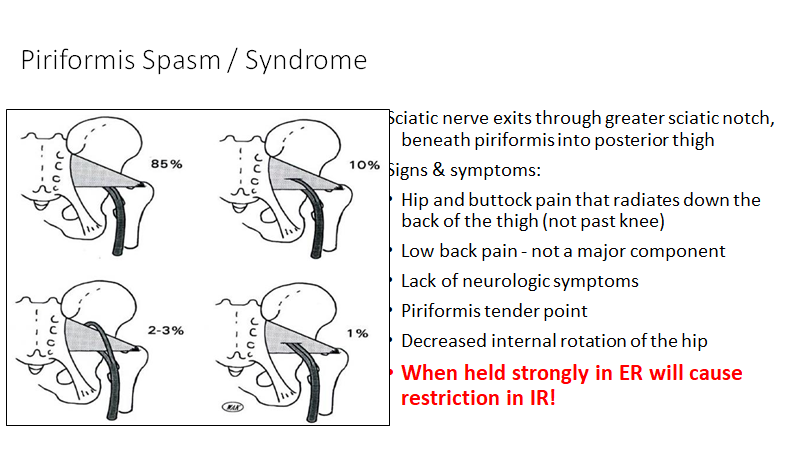 Piriformis Spasm / Syndrome
85%
10%
2-3%
1%
Sciatic nerve exits through greater sciatic notch,
beneath piriformis into posterior thigh
Signs & symptoms:
• Hip and buttock pain that radiates down the
back of the thigh (not past knee)
• Low back pain - not a major component
• Lack of neurologic symptoms
• Piriformis tender point
• Decreased internal rotation of the hip
• When held strongly in ER will cause
restriction in IR!